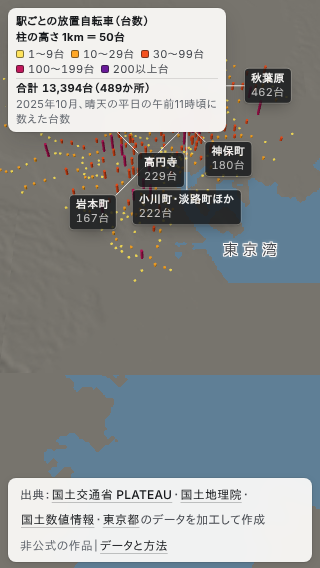 駅ごとの放置自転車(台数)
柱の高さ1km＝50台
1〜9台 10〜29台 30〜99台
100〜199台 200以上台
合計 13,394台(489か所)
2025年10月、晴天の平日の午前11時頃に
数えた台数
秋葉原
462台
神保町
180台
高円寺
229台
小川町・淡路町ほか
222台
岩本町
167台
東京湾
出典：国土交通省 PLATEAU・国土地理院・
国土数値情報・東京都のデータを加工して作成
非公式の作品|データと方法